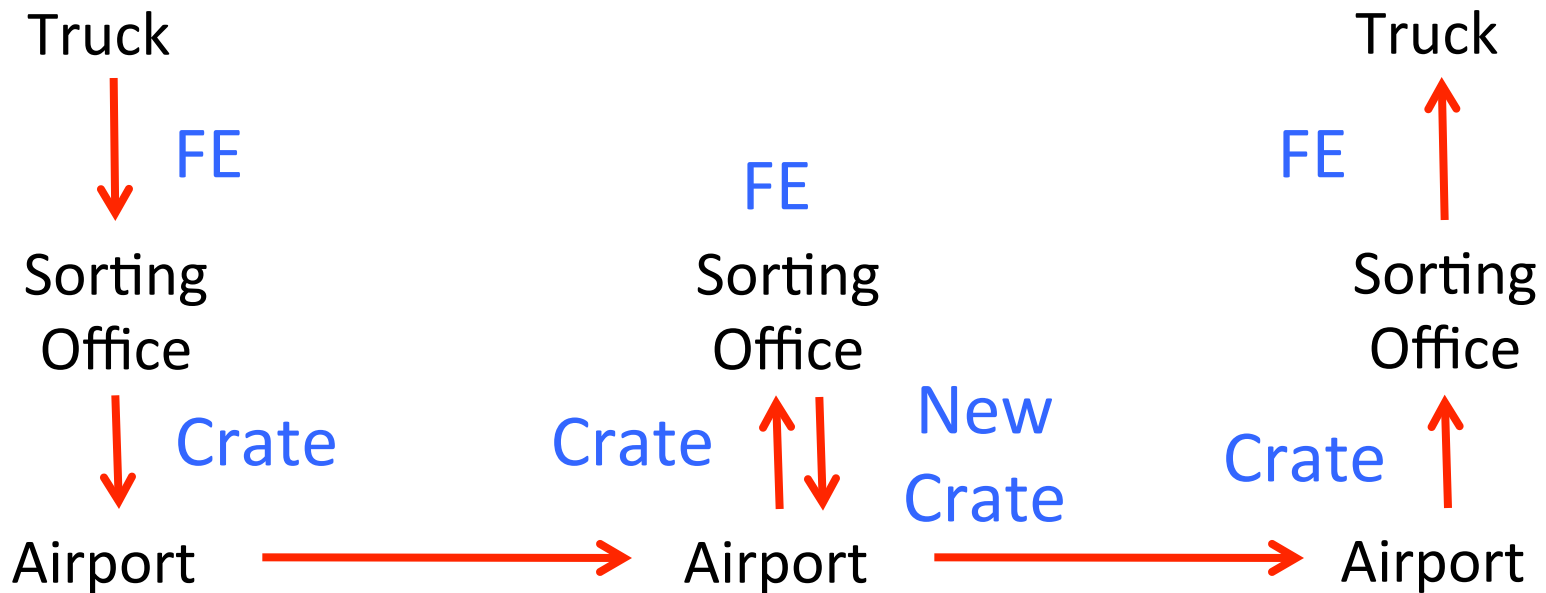 Truck
Truck
FE
FE
FE
Sorting
Office
Sorting
Office
Sorting
Office
New
Crate
Crate
Crate
Crate
Airport
Airport
Airport